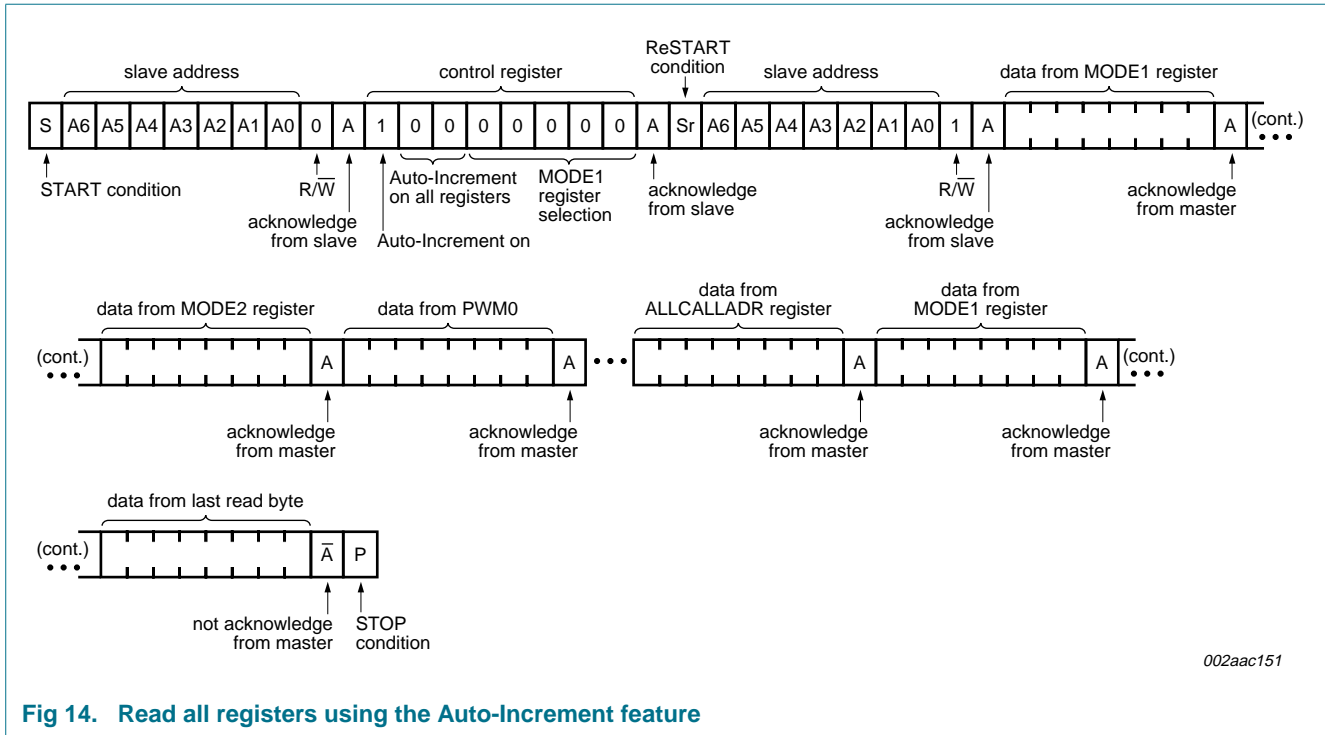 ReSTART
condition
slave address
control register
slave address
data from MODE1 register
S A6 A5 A4 A3 A2 A1 A0 0 A 1 0 0 0 0 0 0 0 A Sr A6 A5 A4 A3 A2 A1 A0 1 A A (cont.)
START condition
R/W̅
acknowledge
from slave
Auto-Increment on
Auto-Increment
on all registers
MODE1
register
selection
acknowledge
from slave
R/W̅
acknowledge
from slave
acknowledge
from master
data from MODE2 register
data from PWM0
data from
ALLCALLADR register
data from
MODE1 register
(cont.) A A A A (cont.)
acknowledge
from master
acknowledge
from master
acknowledge
from master
acknowledge
from master
data from last read byte
(cont.) A̅ P
not acknowledge
from master
STOP
condition
002aac151
Fig 14. Read all registers using the Auto-Increment feature